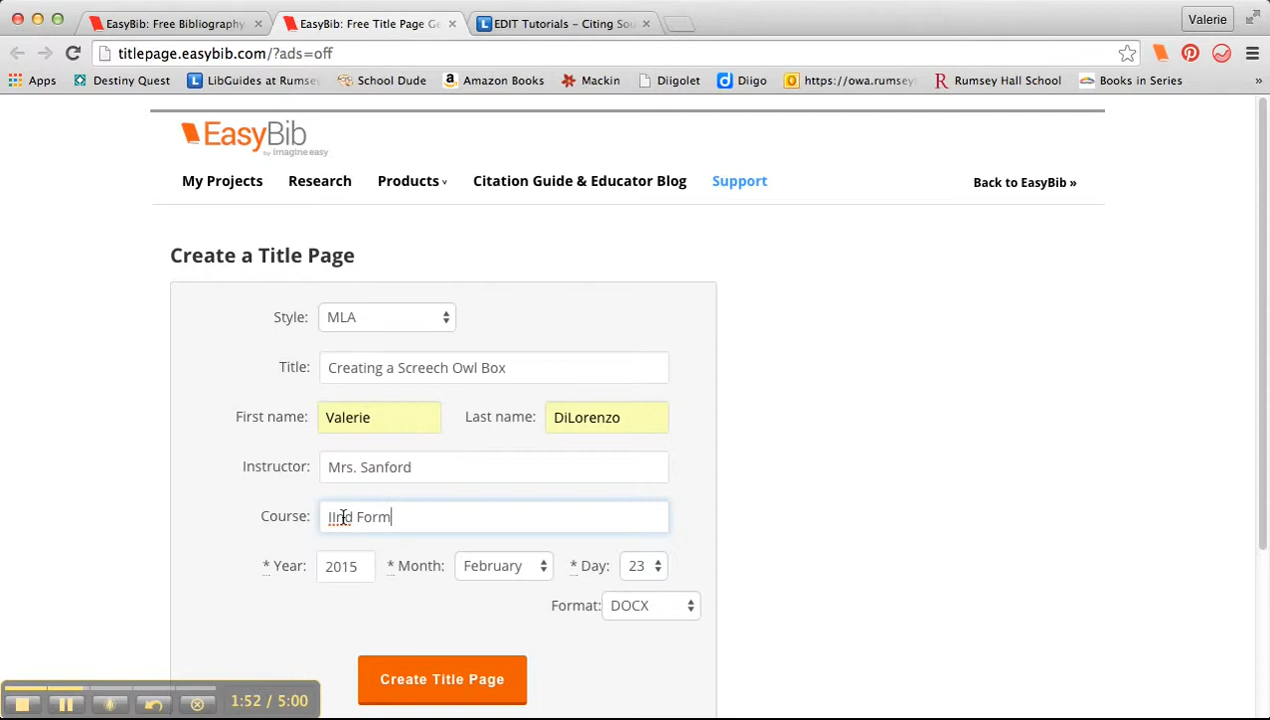 EasyBib: Free Bibliography
EasyBib: Free Title Page Ge
EDIT Tutorials – Citing Sou
Valerie
titlepage.easybib.com/?ads=off
Apps
Destiny Quest
LibGuides at Rumsey
School Dude
Amazon Books
Mackin
Diigolet
Diigo
https://owa.rumsey
Rumsey Hall School
Books in Series
»
EasyBib
by imagine easy
My Projects
Research
Products
Citation Guide & Educator Blog
Support
Back to EasyBib »
Create a Title Page
Style: MLA
Title: Creating a Screech Owl Box
First name: Valerie Last name: DiLorenzo
Instructor: Mrs. Sanford
Course: IInd Form
* Year: 2015 * Month: February * Day: 23
Format: DOCX
Create Title Page
1:52 / 5:00